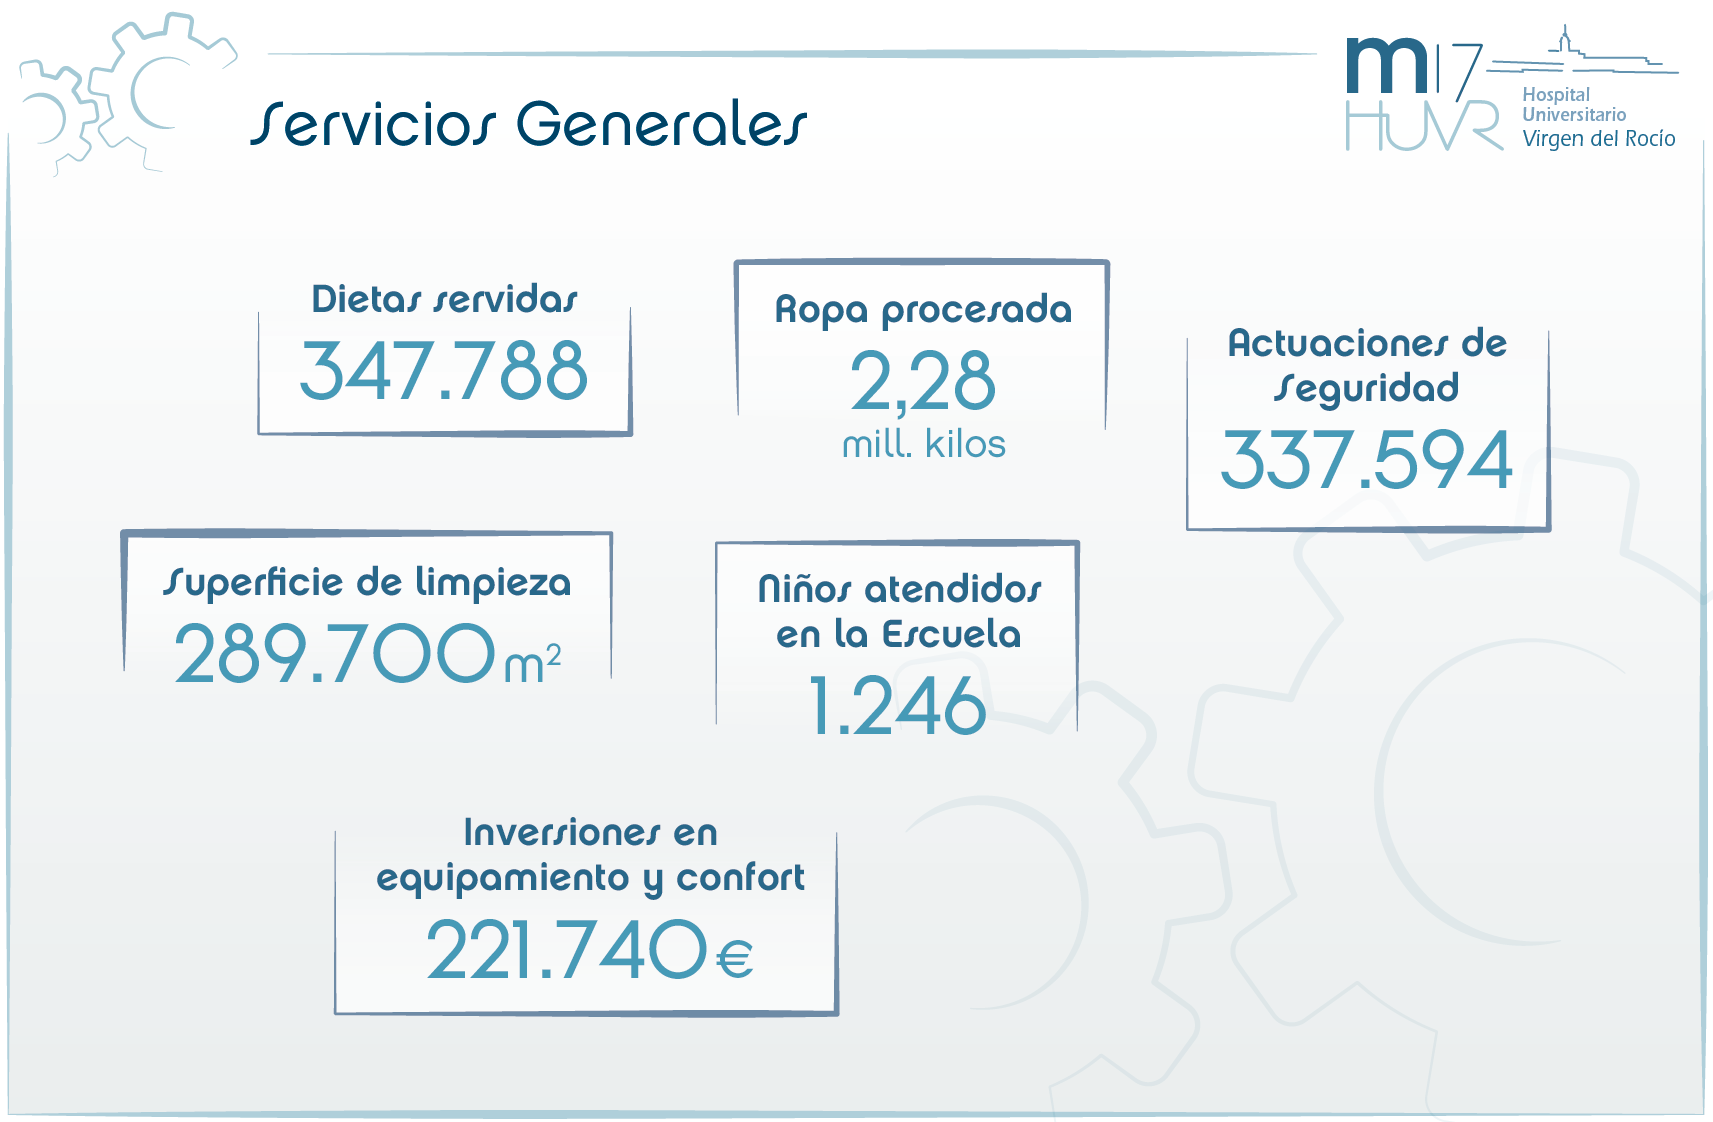 Servicios Generales
m17
HUVR
Hospital
Universitario
Virgen del Rocío
Dietas servidas
347.788
Ropa procesada
2,28
mill. kilos
Actuaciones de
Seguridad
337.594
Superficie de limpieza
289.700 m²
Niños atendidos
en la Escuela
1.246
Inversiones en
equipamiento y confort
221.740 €